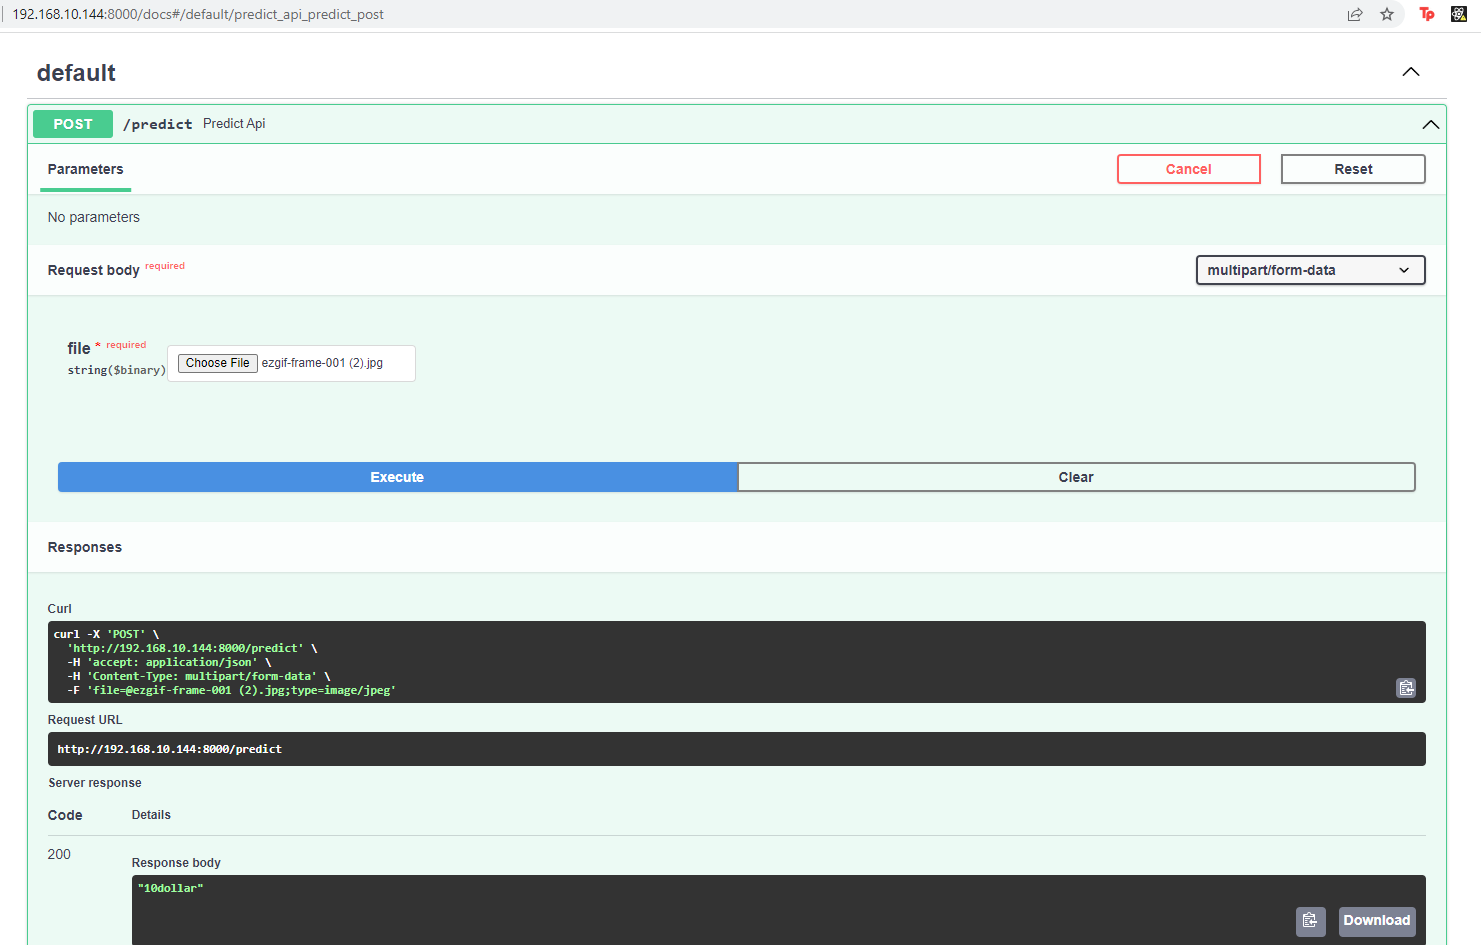 192.168.10.144:8000/docs#/default/predict_api_predict_post
Tp
default
POST /predict Predict Api
Parameters Cancel Reset
No parameters
Request body required multipart/form-data
file * required
string($binary) Choose File ezgif-frame-001 (2).jpg
Execute Clear
Responses
Curl
curl -X 'POST' \
'http://192.168.10.144:8000/predict' \
-H 'accept: application/json' \
-H 'Content-Type: multipart/form-data' \
-F 'file=@ezgif-frame-001 (2).jpg;type=image/jpeg'
Request URL
http://192.168.10.144:8000/predict
Server response
Code Details
200
Response body
"10dollar"
Download